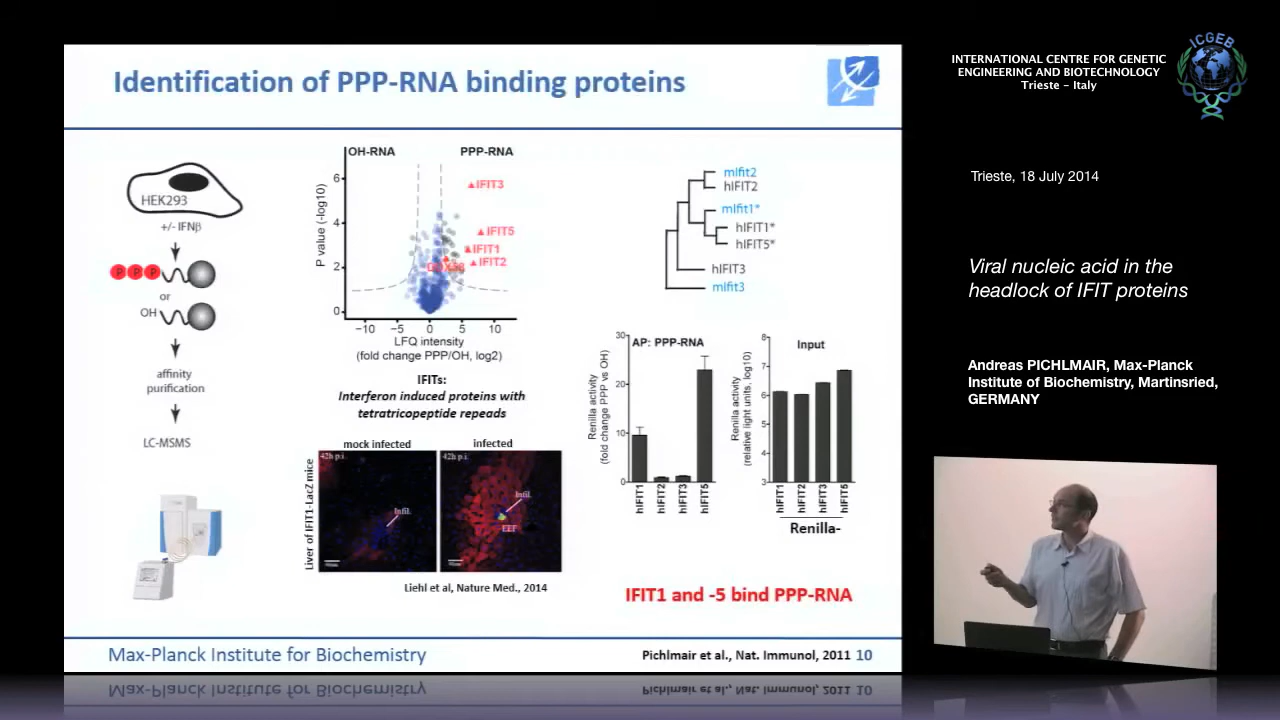 Identification of PPP-RNA binding proteins
HEK293
+/- IFNβ
P P P
or
OH
affinity
purification
LC-MSMS
OH-RNA
PPP-RNA
P value (-log10)
6
4
2
0
IFIT3
IFIT5
IFIT1
IFIT2
−10 −5 0 5 10
LFQ intensity
(fold change PPP/OH, log2)
IFITs:
Interferon induced proteins with
tetratricopeptide repeads
mock infected
infected
Liver of IFIT1-LacZ mice
42h p.i.
Infil.
42h p.i.
Infil.
EEF
Liehl et al, Nature Med., 2014
mIfit2
hIFIT2
mIfit1*
hIFIT1*
hIFIT5*
hIFIT3
mIfit3
AP: PPP-RNA
Renilla activity
(fold change PPP vs OH)
30
20
10
0
hIFIT1
hIFIT2
hIFIT3
hIFIT5
Input
Renilla activity
(relative light units, log10)
8
7
6
5
4
3
hIFIT1
hIFIT2
hIFIT3
hIFIT5
Renilla-
IFIT1 and -5 bind PPP-RNA
Max-Planck Institute for Biochemistry
Pichlmair et al., Nat. Immunol, 2011 10
INTERNATIONAL CENTRE FOR GENETIC
ENGINEERING AND BIOTECHNOLOGY
Trieste – Italy
ICGEB
Trieste, 18 July 2014
Viral nucleic acid in the
headlock of IFIT proteins
Andreas PICHLMAIR, Max-Planck
Institute of Biochemistry, Martinsried,
GERMANY